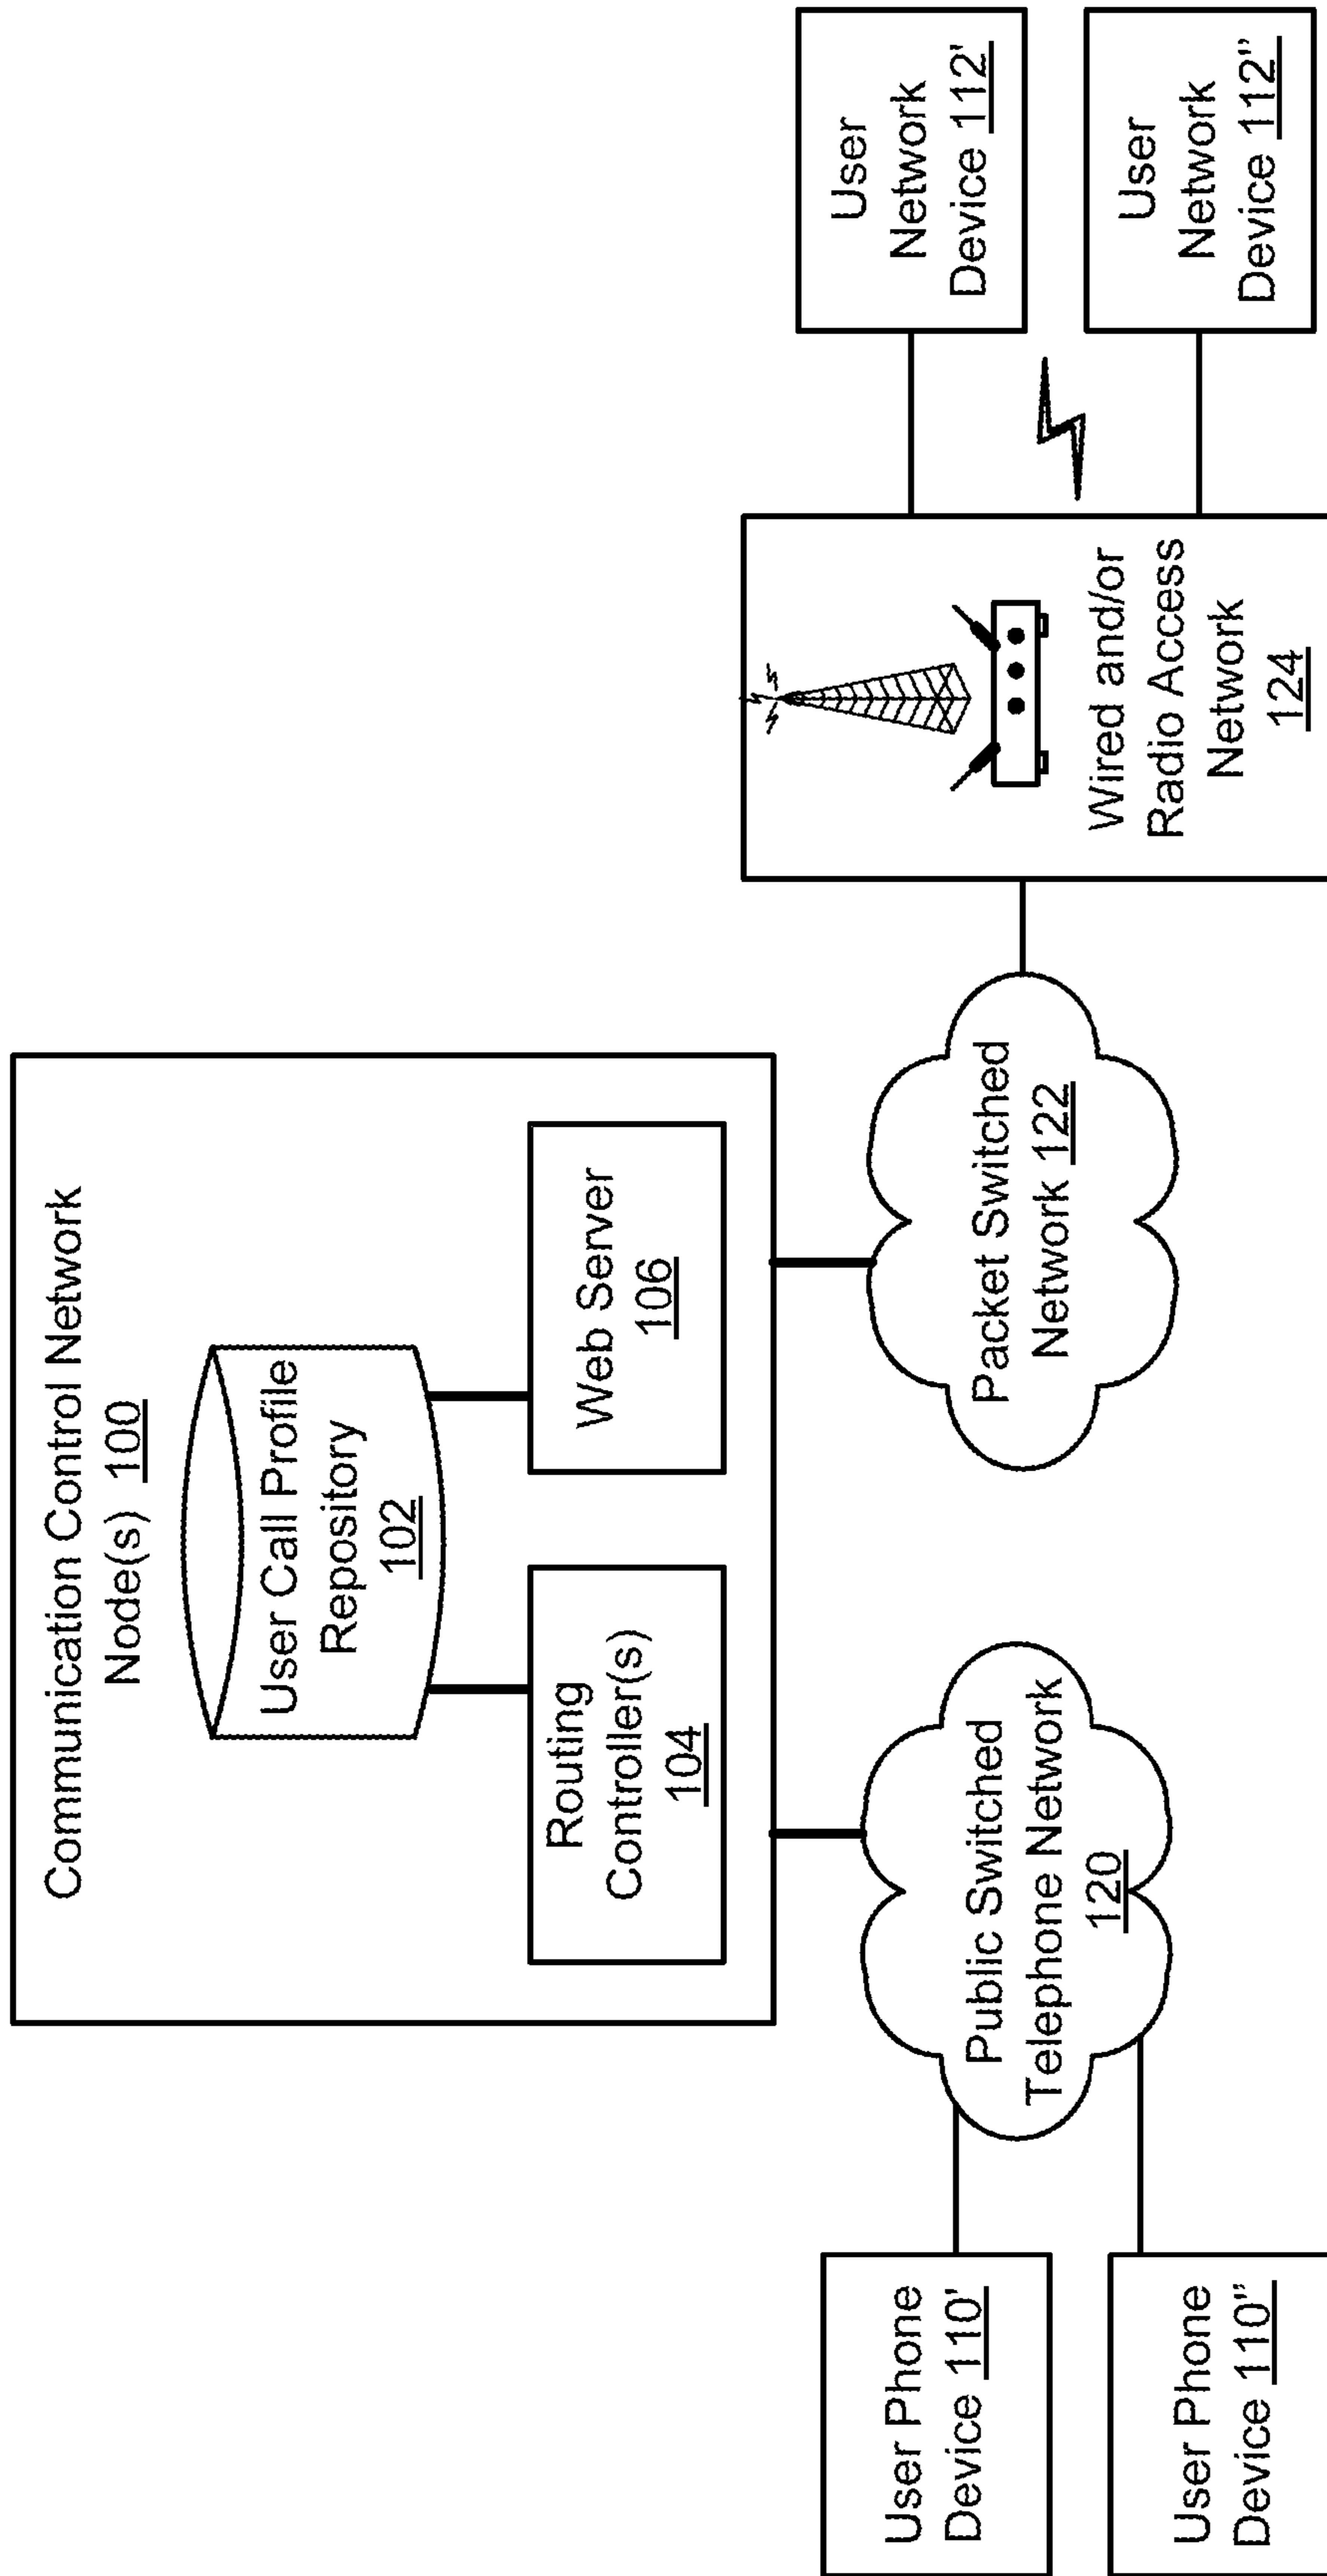 Communication Control Network
Node(s) 100
User Call Profile
Repository
102
Routing
Controller(s)
104
Web Server
106
User Phone
Device 110'
User Phone
Device 110"
Public Switched
Telephone Network
120
Packet Switched
Network 122
Wired and/or
Radio Access
Network
124
User
Network
Device 112'
User
Network
Device 112"